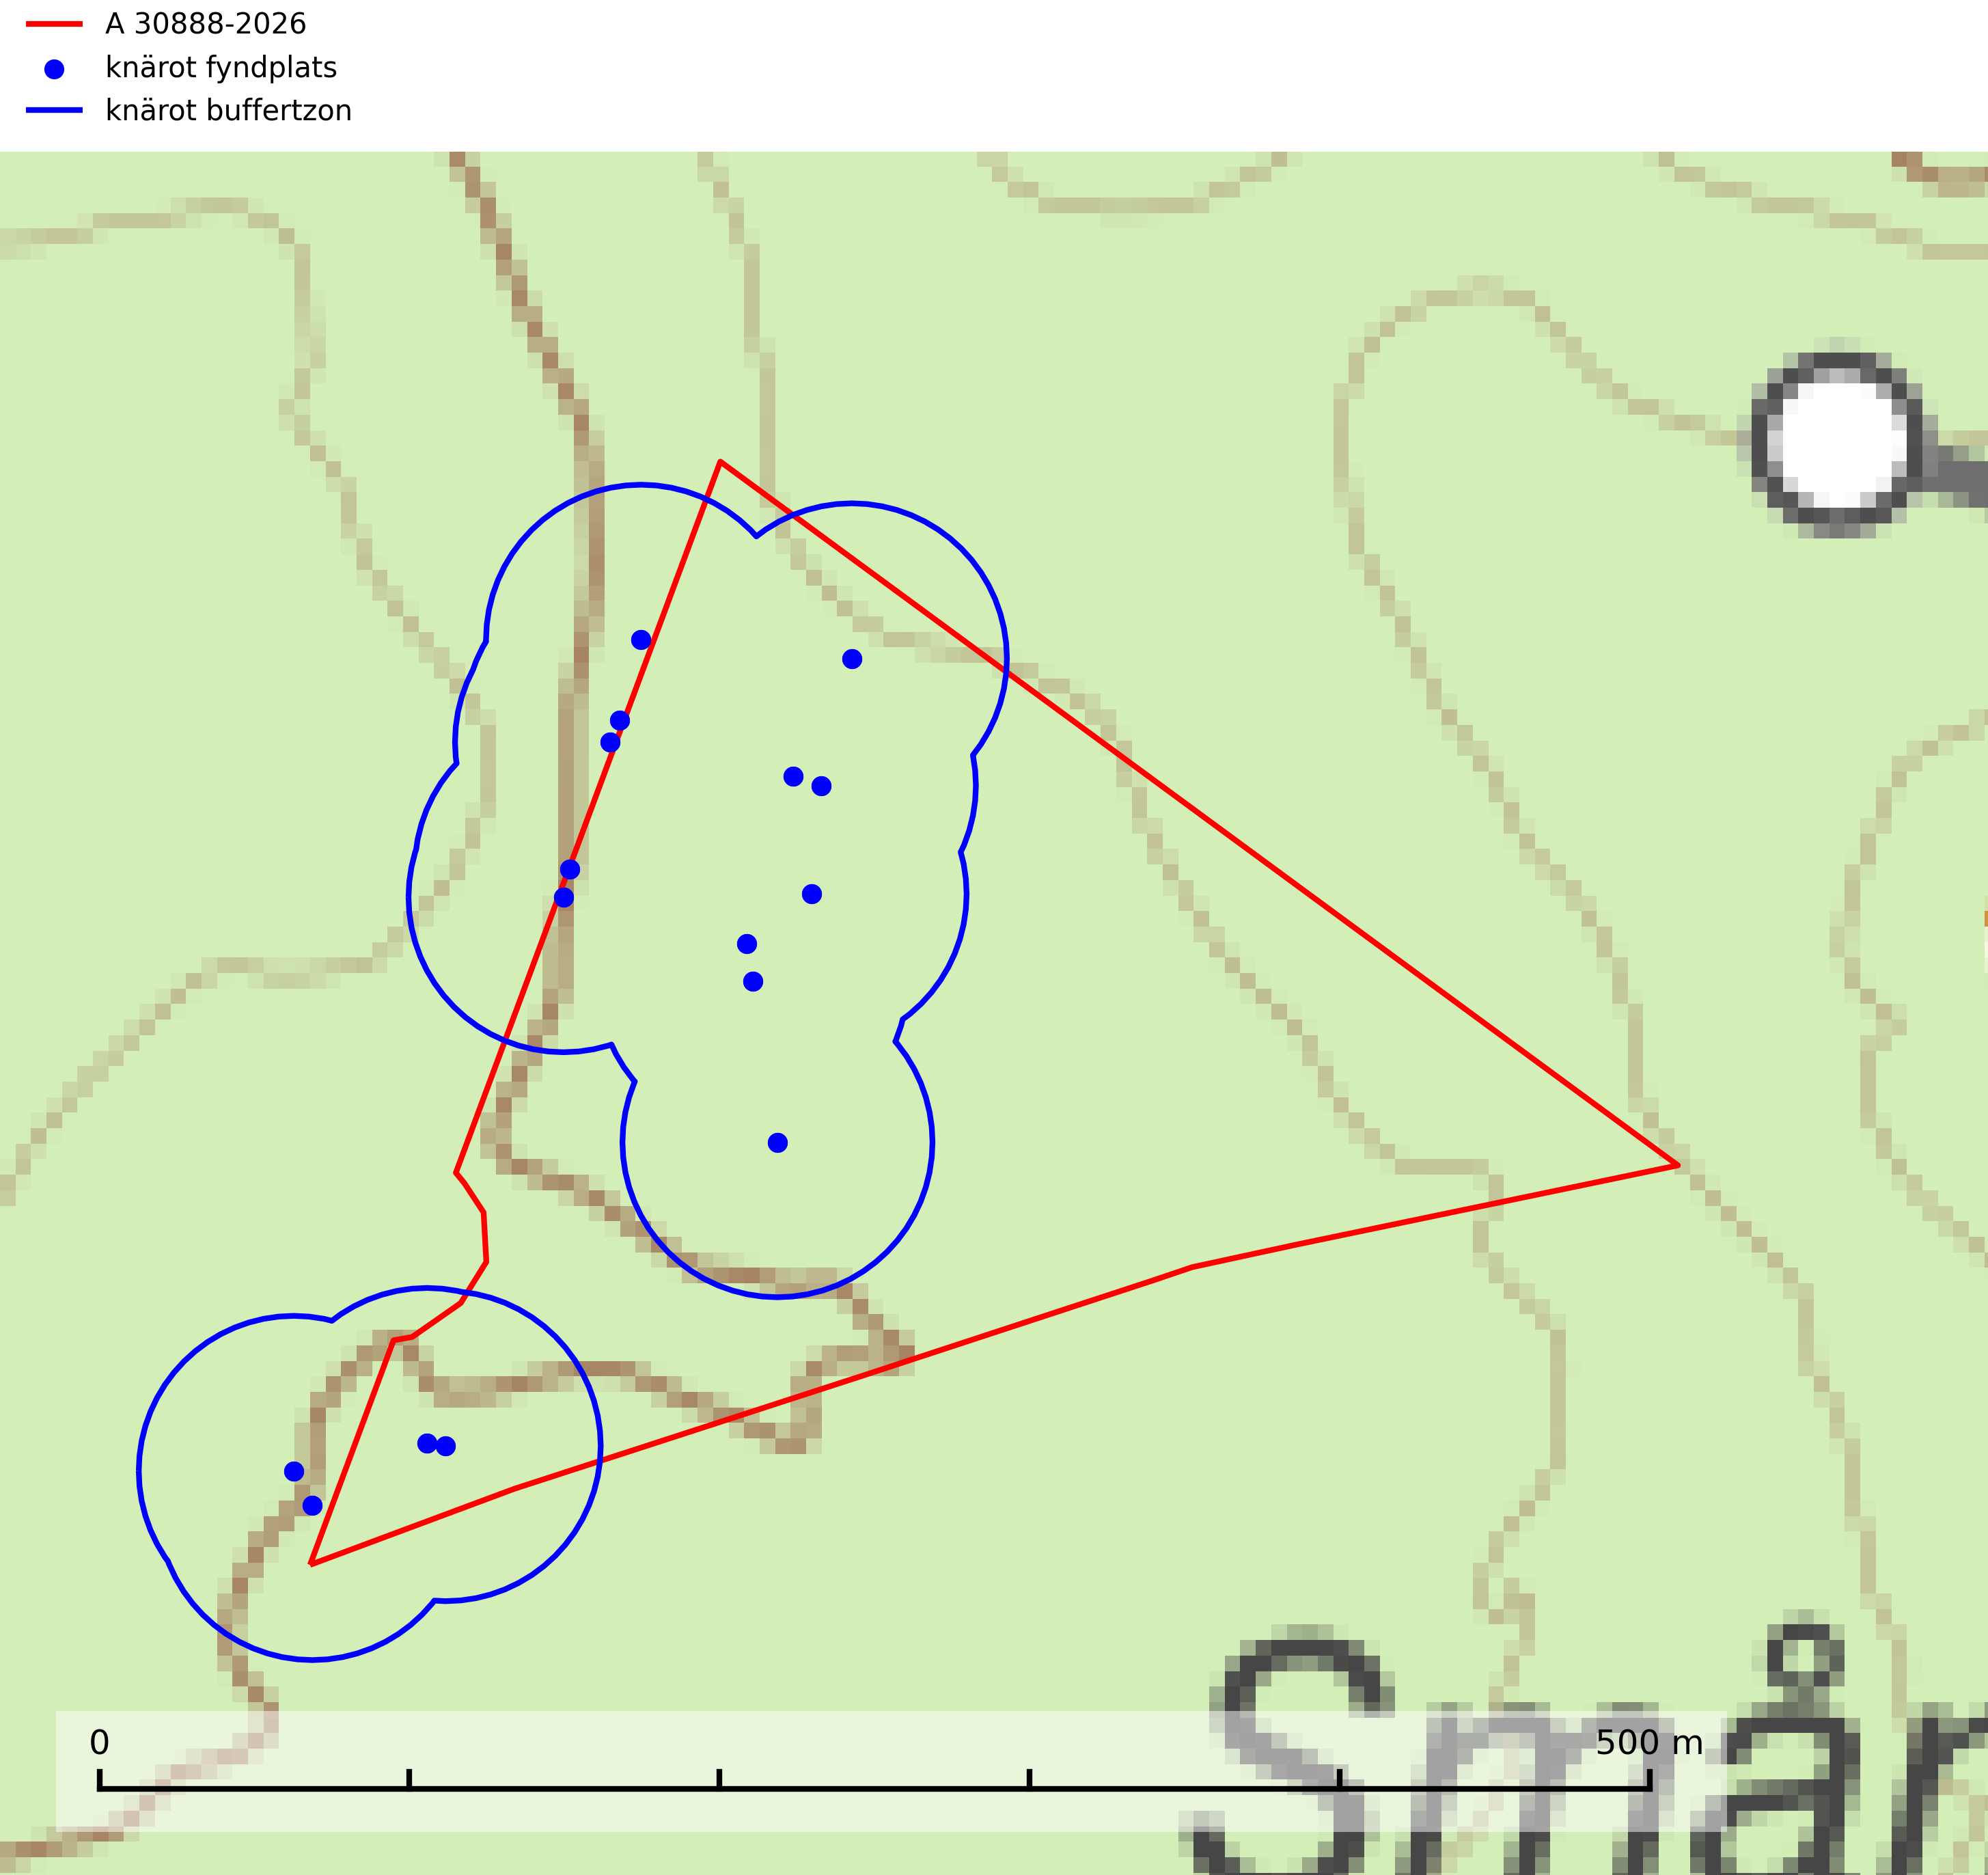 A 30888-2026
knärot fyndplats
knärot buffertzon
0
500 m